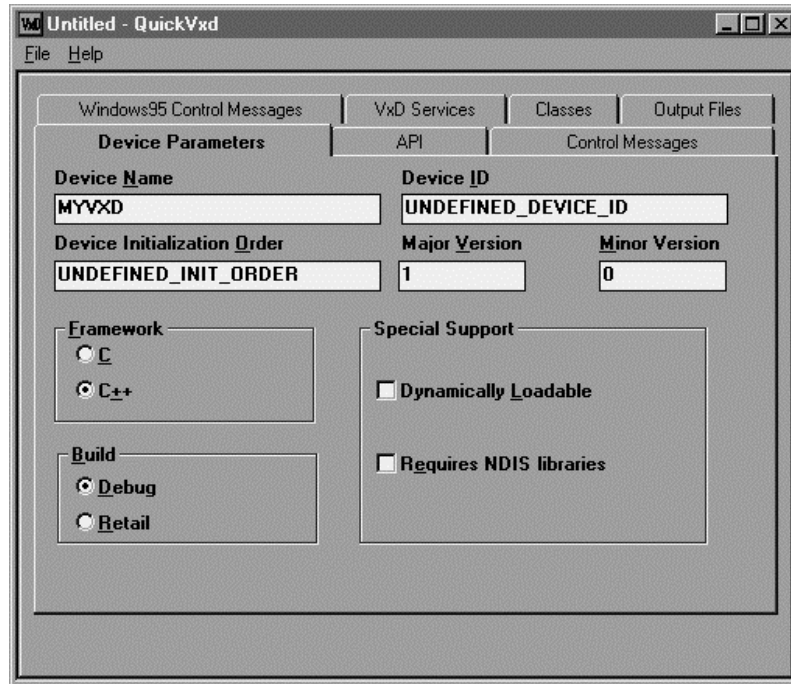 VxD Untitled - QuickVxd
File Help
Windows95 Control Messages VxD Services Classes Output Files
Device Parameters API Control Messages
Device Name Device ID
MYVXD UNDEFINED_DEVICE_ID
Device Initialization Order Major Version Minor Version
UNDEFINED_INIT_ORDER 1 0
Framework Special Support
C
C++ Dynamically Loadable
Build Requires NDIS libraries
Debug
Retail